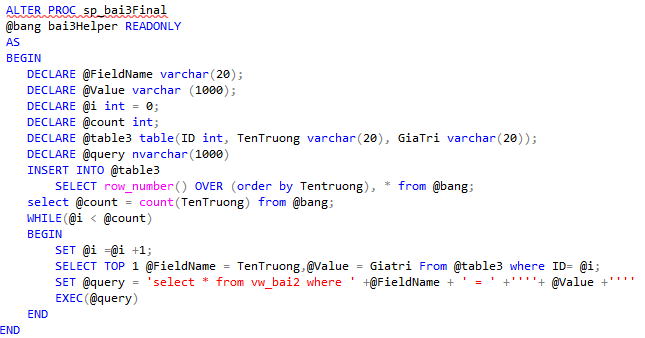 ALTER PROC sp_bai3Final
@bang bai3Helper READONLY
AS
BEGIN
DECLARE @FieldName varchar(20);
DECLARE @Value varchar (1000);
DECLARE @i int = 0;
DECLARE @count int;
DECLARE @table3 table(ID int, TenTruong varchar(20), GiaTri varchar(20));
DECLARE @query nvarchar(1000)
INSERT INTO @table3
SELECT row_number() OVER (order by Tentruong), * from @bang;
select @count = count(TenTruong) from @bang;
WHILE(@i < @count)
BEGIN
SET @i =@i +1;
SELECT TOP 1 @FieldName = TenTruong,@Value = Giatri From @table3 where ID= @i;
SET @query = 'select * from vw_bai2 where ' +@FieldName + ' = ' +''''+ @Value +''''
EXEC(@query)
END
END